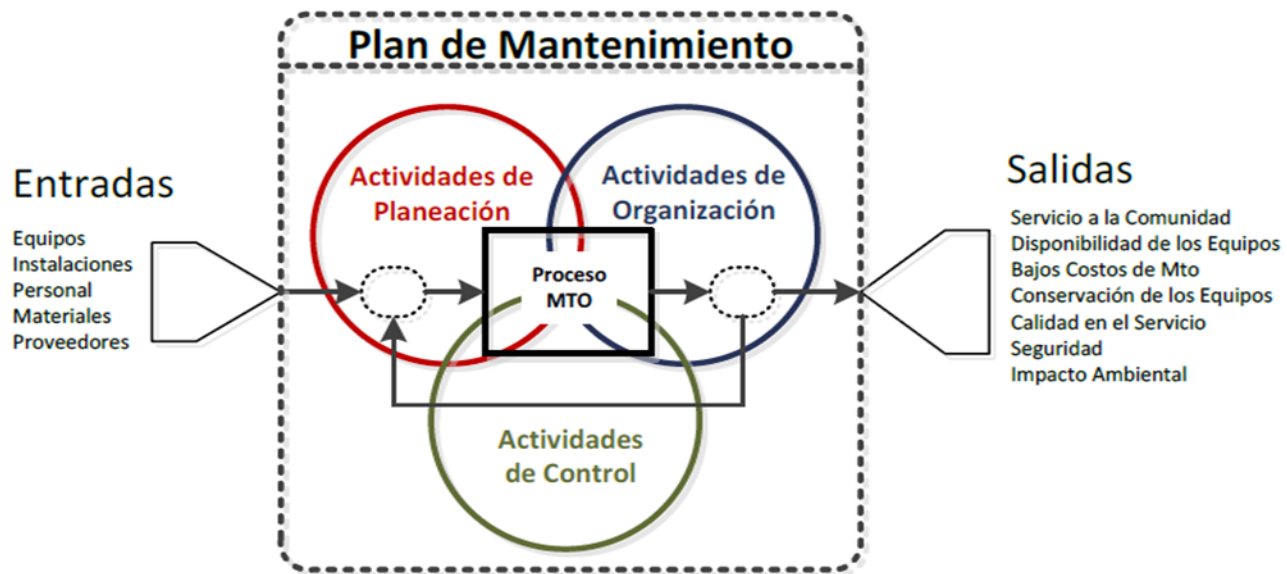 Plan de Mantenimiento
Entradas
Equipos
Instalaciones
Personal
Materiales
Proveedores
Actividades de
Planeación
Actividades de
Organización
Proceso
MTO
Actividades
de Control
Salidas
Servicio a la Comunidad
Disponibilidad de los Equipos
Bajos Costos de Mto
Conservación de los Equipos
Calidad en el Servicio
Seguridad
Impacto Ambiental